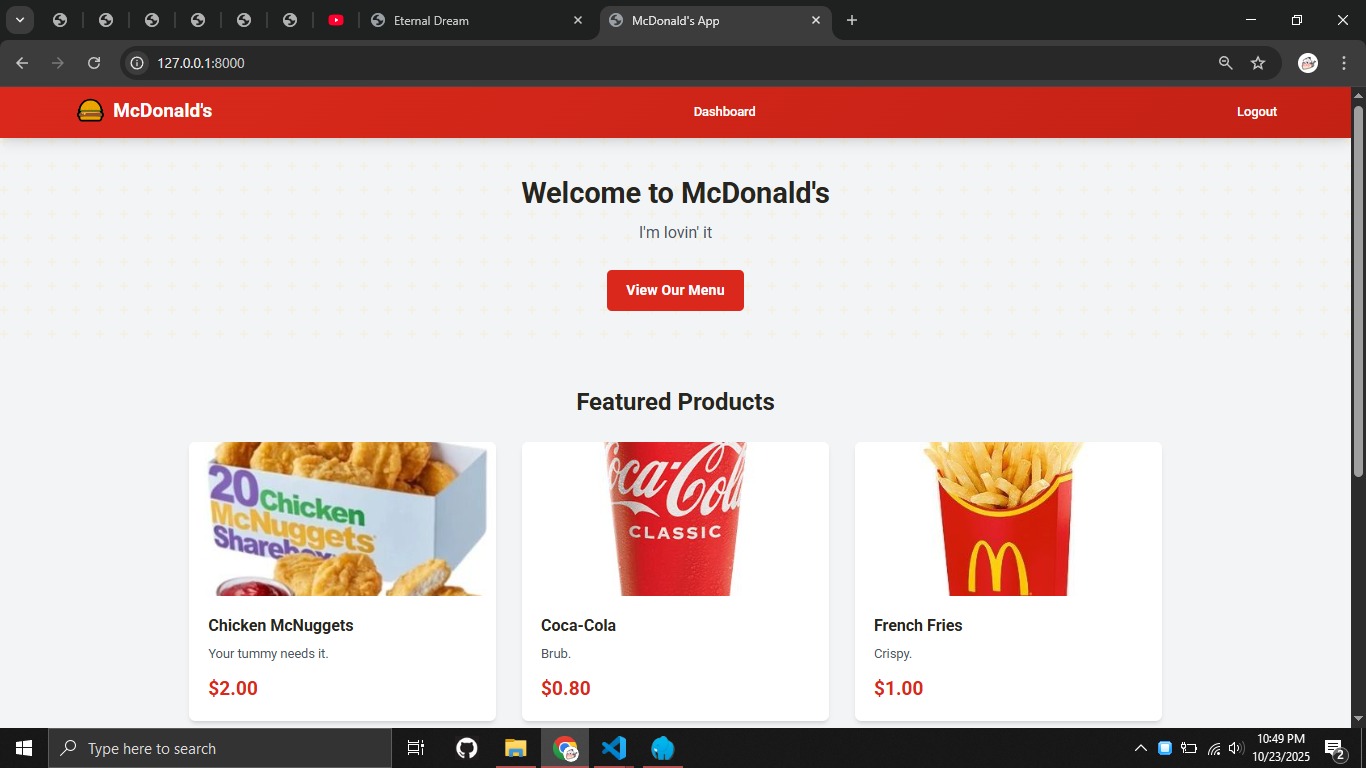 Eternal Dream
McDonald's App
127.0.0.1:8000
McDonald's
Dashboard
Logout
Welcome to McDonald's
I'm lovin' it
View Our Menu
Featured Products
20 Chicken
McNuggets
Sharebox
Coca-Cola
CLASSIC
Chicken McNuggets
Your tummy needs it.
$2.00
Coca-Cola
Brub.
$0.80
French Fries
Crispy.
$1.00
Type here to search
10:49 PM
10/23/2025
2